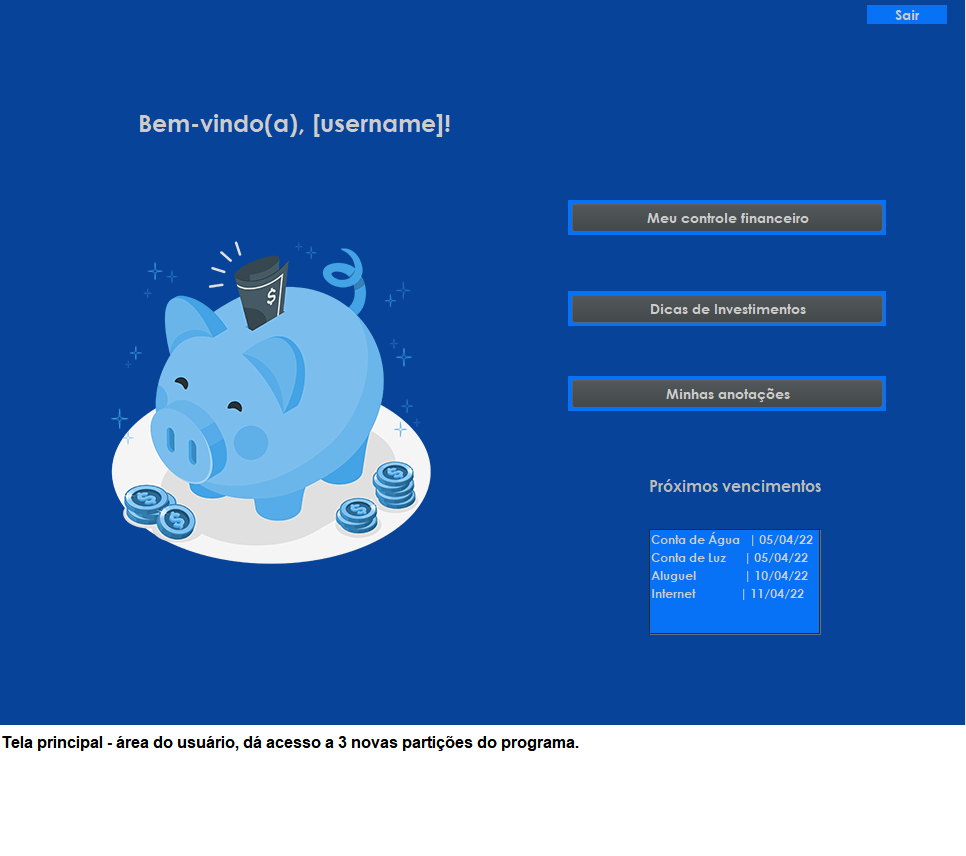 Sair
Bem-vindo(a), [username]!
Meu controle financeiro
Dicas de Investimentos
Minhas anotações
Próximos vencimentos
Conta de Água | 05/04/22
Conta de Luz | 05/04/22
Aluguel | 10/04/22
Internet | 11/04/22
$
$
$
$
$
Tela principal - área do usuário, dá acesso a 3 novas partições do programa.